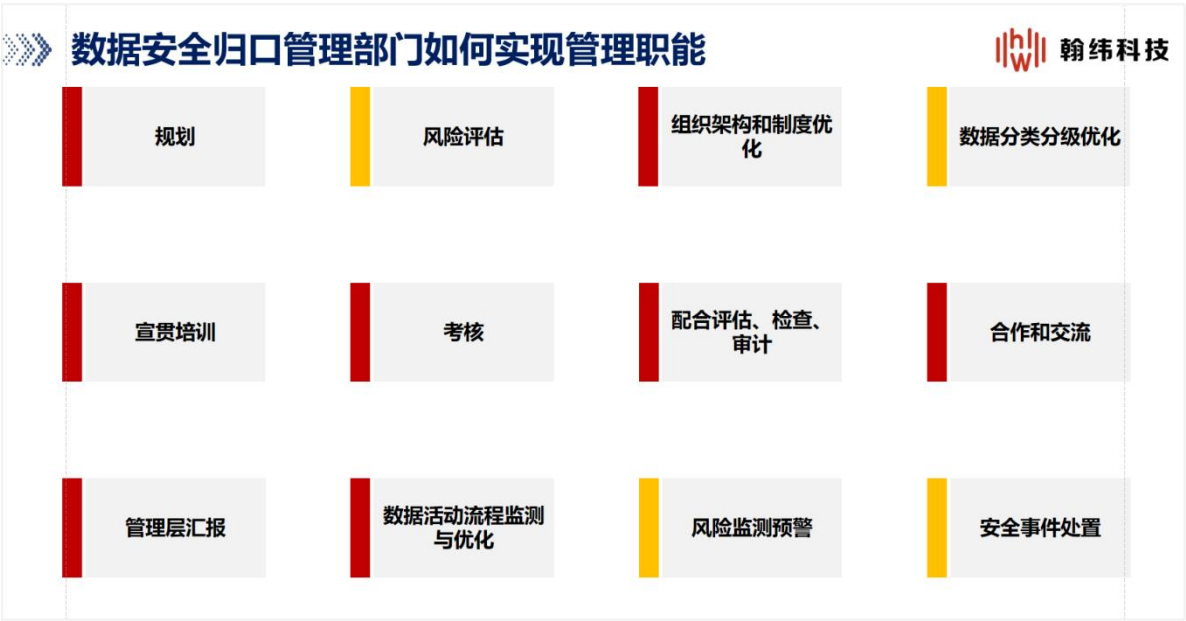 数据安全归口管理部门如何实现管理职能
hw 翰纬科技
规划
风险评估
组织架构和制度优
化
数据分类分级优化
宣贯培训
考核
配合评估、检查、
审计
合作和交流
管理层汇报
数据活动流程监测
与优化
风险监测预警
安全事件处置